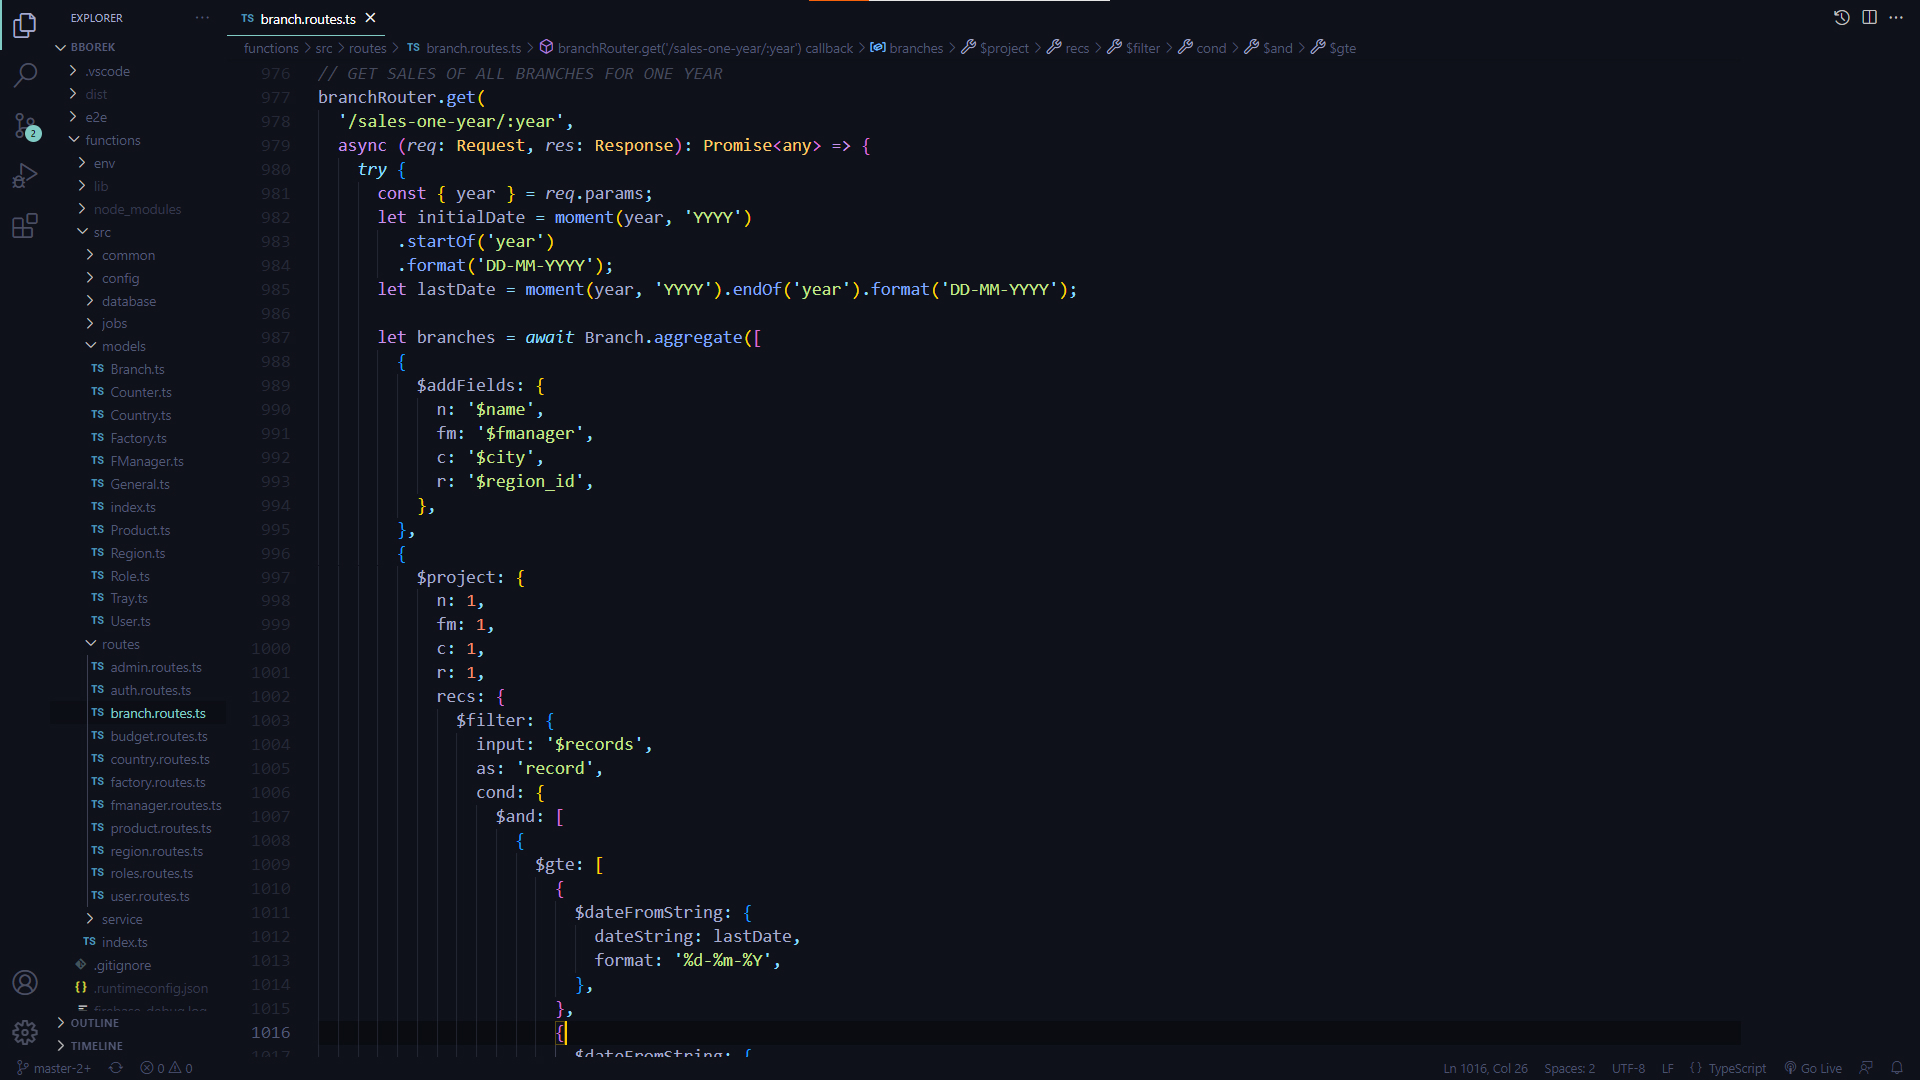 EXPLORER
BBOREK
.vscode
dist
e2e
functions
env
lib
node_modules
src
common
config
database
jobs
models
TS Branch.ts
TS Counter.ts
TS Country.ts
TS Factory.ts
TS FManager.ts
TS General.ts
TS index.ts
TS Product.ts
TS Region.ts
TS Role.ts
TS Tray.ts
TS User.ts
routes
TS admin.routes.ts
TS auth.routes.ts
TS branch.routes.ts
TS budget.routes.ts
TS country.routes.ts
TS factory.routes.ts
TS fmanager.routes.ts
TS product.routes.ts
TS region.routes.ts
TS roles.routes.ts
TS user.routes.ts
service
TS index.ts
.gitignore
{} .runtimeconfig.json
firebase-debug.log
OUTLINE
TIMELINE
2
TS branch.routes.ts
functions > src > routes > TS branch.routes.ts > branchRouter.get('/sales-one-year/:year') callback > branches > $project > recs > $filter > cond > $and > $gte
976 // GET SALES OF ALL BRANCHES FOR ONE YEAR
977 branchRouter.get(
978 '/sales-one-year/:year',
979 async (req: Request, res: Response): Promise<any> => {
980 try {
981 const { year } = req.params;
982 let initialDate = moment(year, 'YYYY')
983 .startOf('year')
984 .format('DD-MM-YYYY');
985 let lastDate = moment(year, 'YYYY').endOf('year').format('DD-MM-YYYY');
986
987 let branches = await Branch.aggregate([
988 {
989 $addFields: {
990 n: '$name',
991 fm: '$fmanager',
992 c: '$city',
993 r: '$region_id',
994 },
995 },
996 {
997 $project: {
998 n: 1,
999 fm: 1,
1000 c: 1,
1001 r: 1,
1002 recs: {
1003 $filter: {
1004 input: '$records',
1005 as: 'record',
1006 cond: {
1007 $and: [
1008 {
1009 $gte: [
1010 {
1011 $dateFromString: {
1012 dateString: lastDate,
1013 format: '%d-%m-%Y',
1014 },
1015 },
1016 {
1017 $dateFromString: {
master-2+ 0 0 Ln 1016, Col 26 Spaces: 2 UTF-8 LF {} TypeScript Go Live